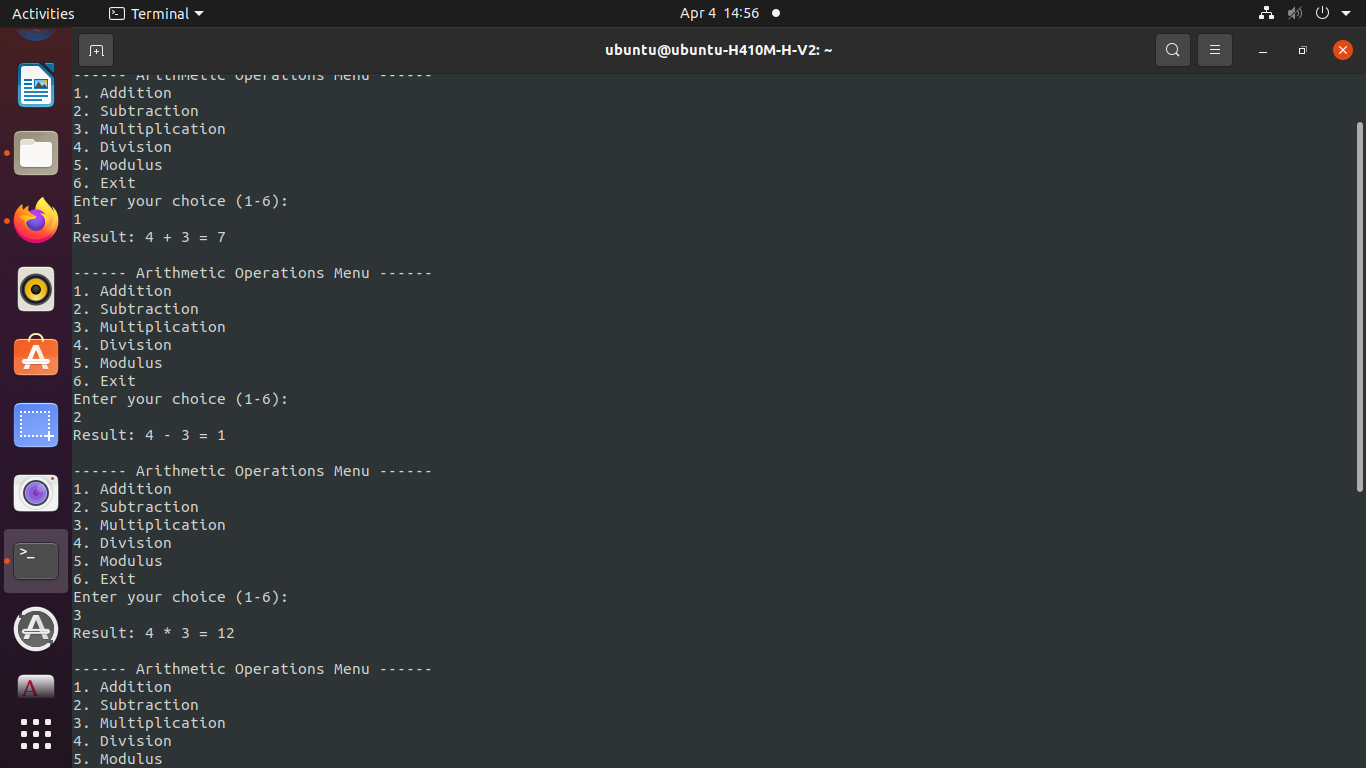 Activities
Terminal
Apr 4 14:56
ubuntu@ubuntu-H410M-H-V2: ~
------ Arithmetic Operations Menu ------
1. Addition
2. Subtraction
3. Multiplication
4. Division
5. Modulus
6. Exit
Enter your choice (1-6):
1
Result: 4 + 3 = 7
------ Arithmetic Operations Menu ------
1. Addition
2. Subtraction
3. Multiplication
4. Division
5. Modulus
6. Exit
Enter your choice (1-6):
2
Result: 4 - 3 = 1
------ Arithmetic Operations Menu ------
1. Addition
2. Subtraction
3. Multiplication
4. Division
5. Modulus
6. Exit
Enter your choice (1-6):
3
Result: 4 * 3 = 12
------ Arithmetic Operations Menu ------
1. Addition
2. Subtraction
3. Multiplication
4. Division
5. Modulus